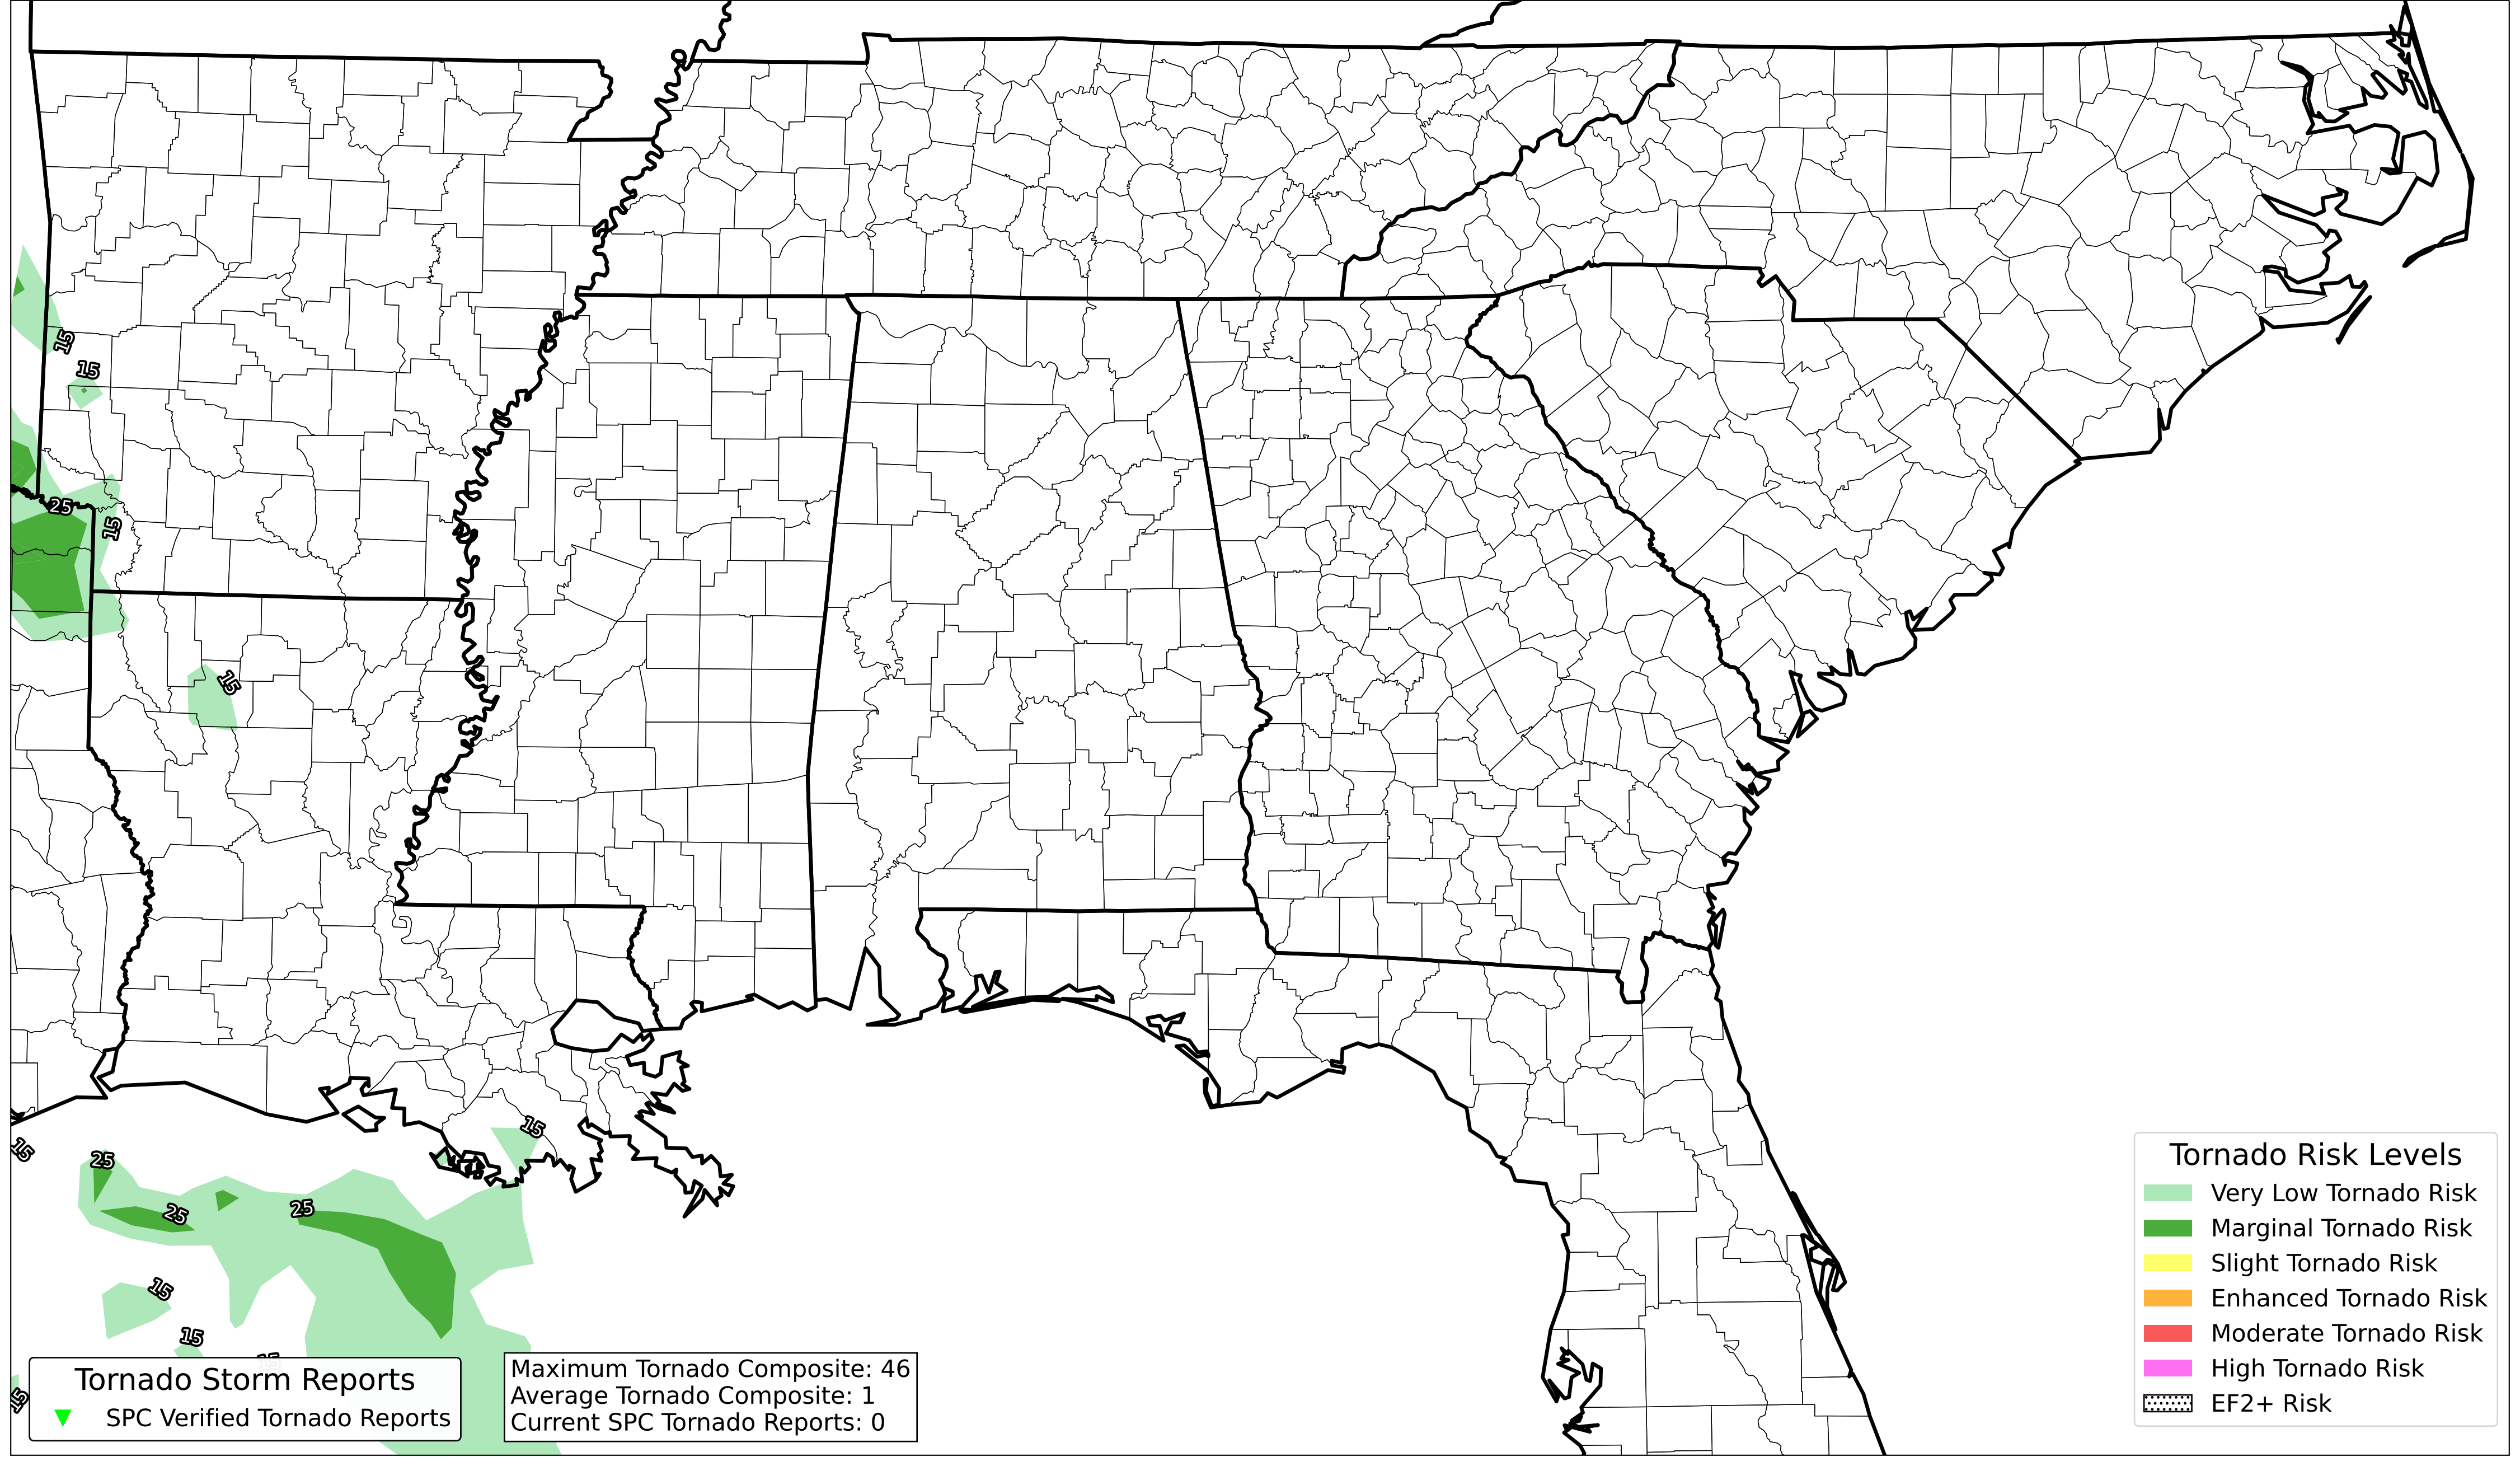 15
15
25
15
15
15
15
25
25
25
15
15
15
15
Tornado Storm Reports
SPC Verified Tornado Reports
Maximum Tornado Composite: 46
Average Tornado Composite: 1
Current SPC Tornado Reports: 0
Tornado Risk Levels
Very Low Tornado Risk
Marginal Tornado Risk
Slight Tornado Risk
Enhanced Tornado Risk
Moderate Tornado Risk
High Tornado Risk
EF2+ Risk